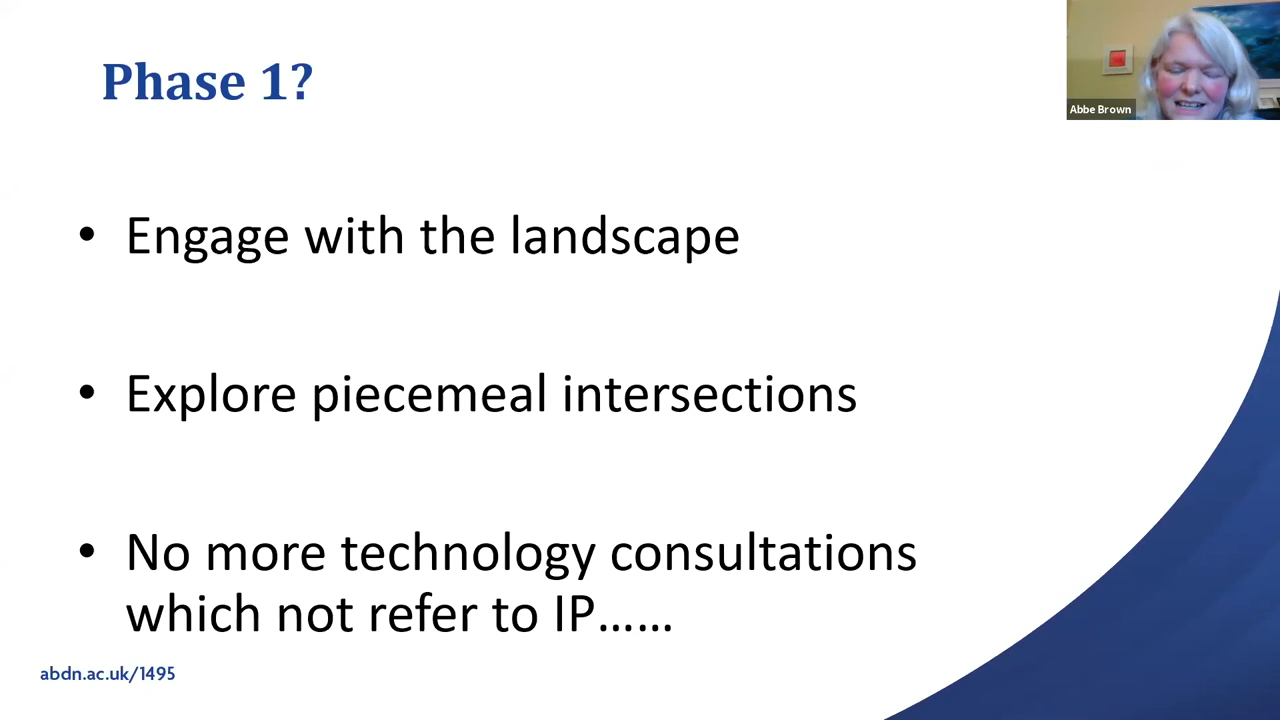 Phase 1?
Abbe Brown
• Engage with the landscape
• Explore piecemeal intersections
• No more technology consultations
which not refer to IP......
abdn.ac.uk/1495